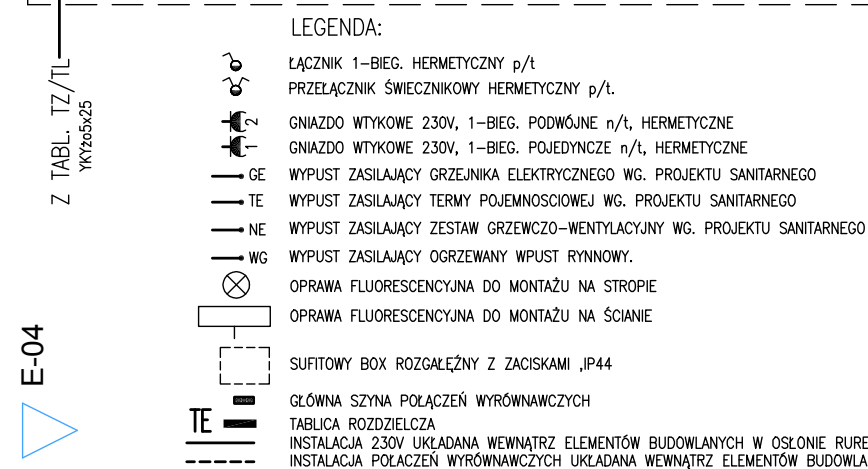 LEGENDA:
ŁĄCZNIK 1-BIEG. HERMETYCZNY p/t
PRZEŁĄCZNIK ŚWIECZNIKOWY HERMETYCZNY p/t.
2 GNIAZDO WTYKOWE 230V, 1-BIEG. PODWÓJNE n/t, HERMETYCZNE
1 GNIAZDO WTYKOWE 230V, 1-BIEG. POJEDYNCZE n/t, HERMETYCZNE
GE WYPUST ZASILAJĄCY GRZEJNIKA ELEKTRYCZNEGO WG. PROJEKTU SANITARNEGO
TE WYPUST ZASILAJĄCY TERMY POJEMNOSCIOWEJ WG. PROJEKTU SANITARNEGO
NE WYPUST ZASILAJĄCY ZESTAW GRZEWCZO-WENTYLACYJNY WG. PROJEKTU SANITARNEGO
WG WYPUST ZASILAJĄCY OGRZEWANY WPUST RYNNOWY.
OPRAWA FLUORESCENCYJNA DO MONTAŻU NA STROPIE
OPRAWA FLUORESCENCYJNA DO MONTAŻU NA ŚCIANIE
SUFITOWY BOX ROZGAŁĘŹNY Z ZACISKAMI ,IP44
GŁÓWNA SZYNA POŁĄCZEŃ WYRÓWNAWCZYCH
TE TABLICA ROZDZIELCZA
INSTALACJA 230V UKŁADANA WEWNĄTRZ ELEMENTÓW BUDOWLANYCH W OSŁONIE RURE
INSTALACJA POŁACZEŃ WYRÓWNAWCZYCH UKŁADANA WEWNĄTRZ ELEMENTÓW BUDOWLA
Z TABL. TZ/TL
YKYżo5x25
E-04